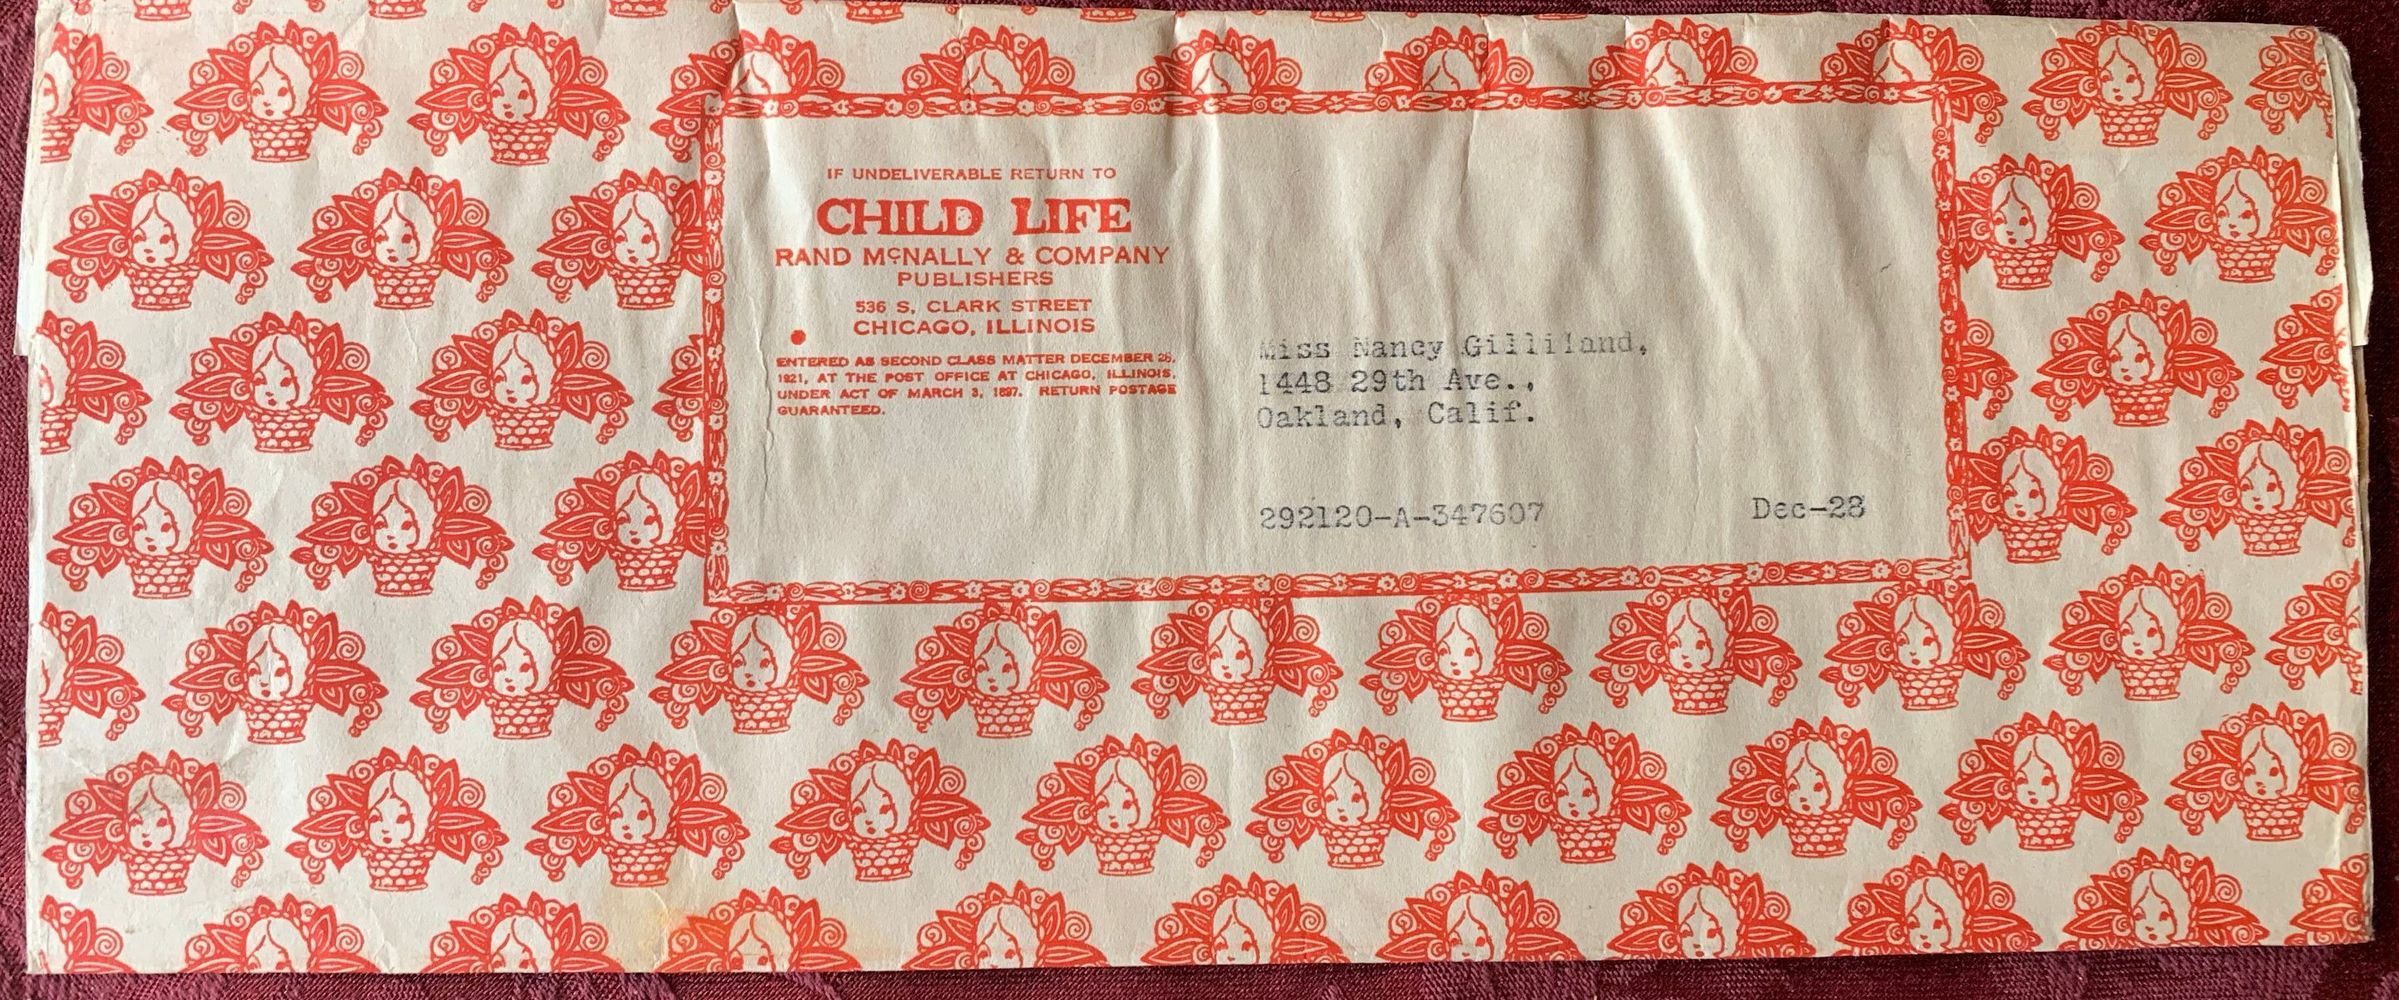 IF UNDELIVERABLE RETURN TO
CHILD LIFE
RAND McNALLY & COMPANY
PUBLISHERS
536 S. CLARK STREET
CHICAGO, ILLINOIS
ENTERED AS SECOND CLASS MATTER DECEMBER 28,
1921, AT THE POST OFFICE AT CHICAGO, ILLINOIS,
UNDER ACT OF MARCH 3, 1897. RETURN POSTAGE
GUARANTEED.
Miss Nancy Gilliland,
1448 29th Ave.,
Oakland, Calif.
292120-A-347607 Dec-28